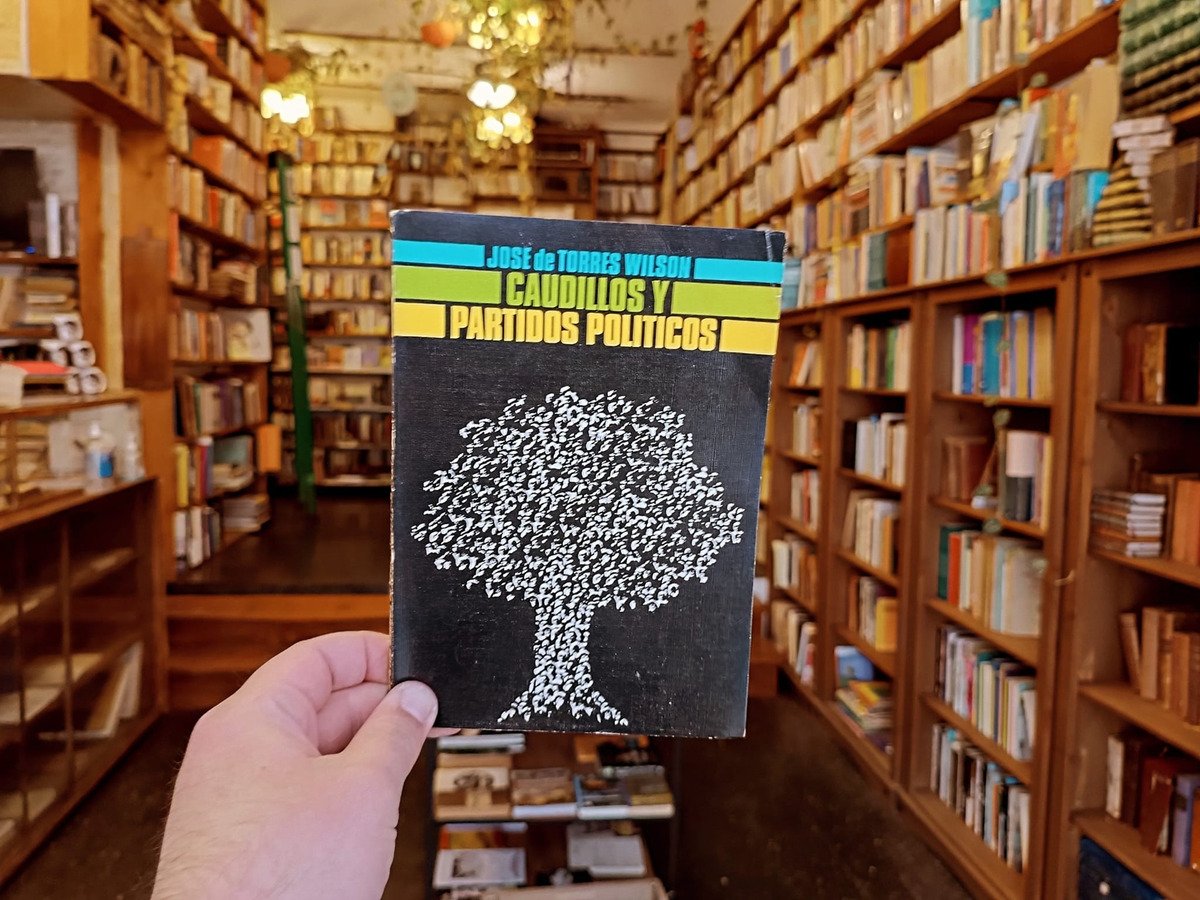 JOSE de TORRES WILSON
CAUDILLOS Y
PARTIDOS POLITICOS